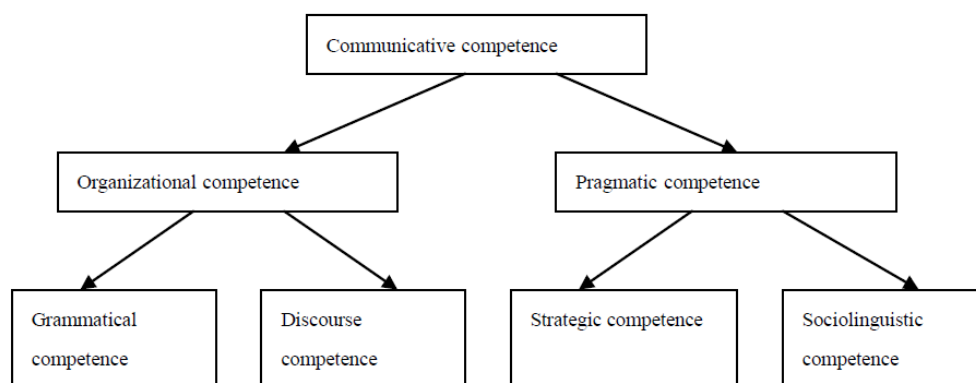 Communicative competence
Organizational competence
Pragmatic competence
Grammatical
competence
Discourse
competence
Strategic competence
Sociolinguistic
competence